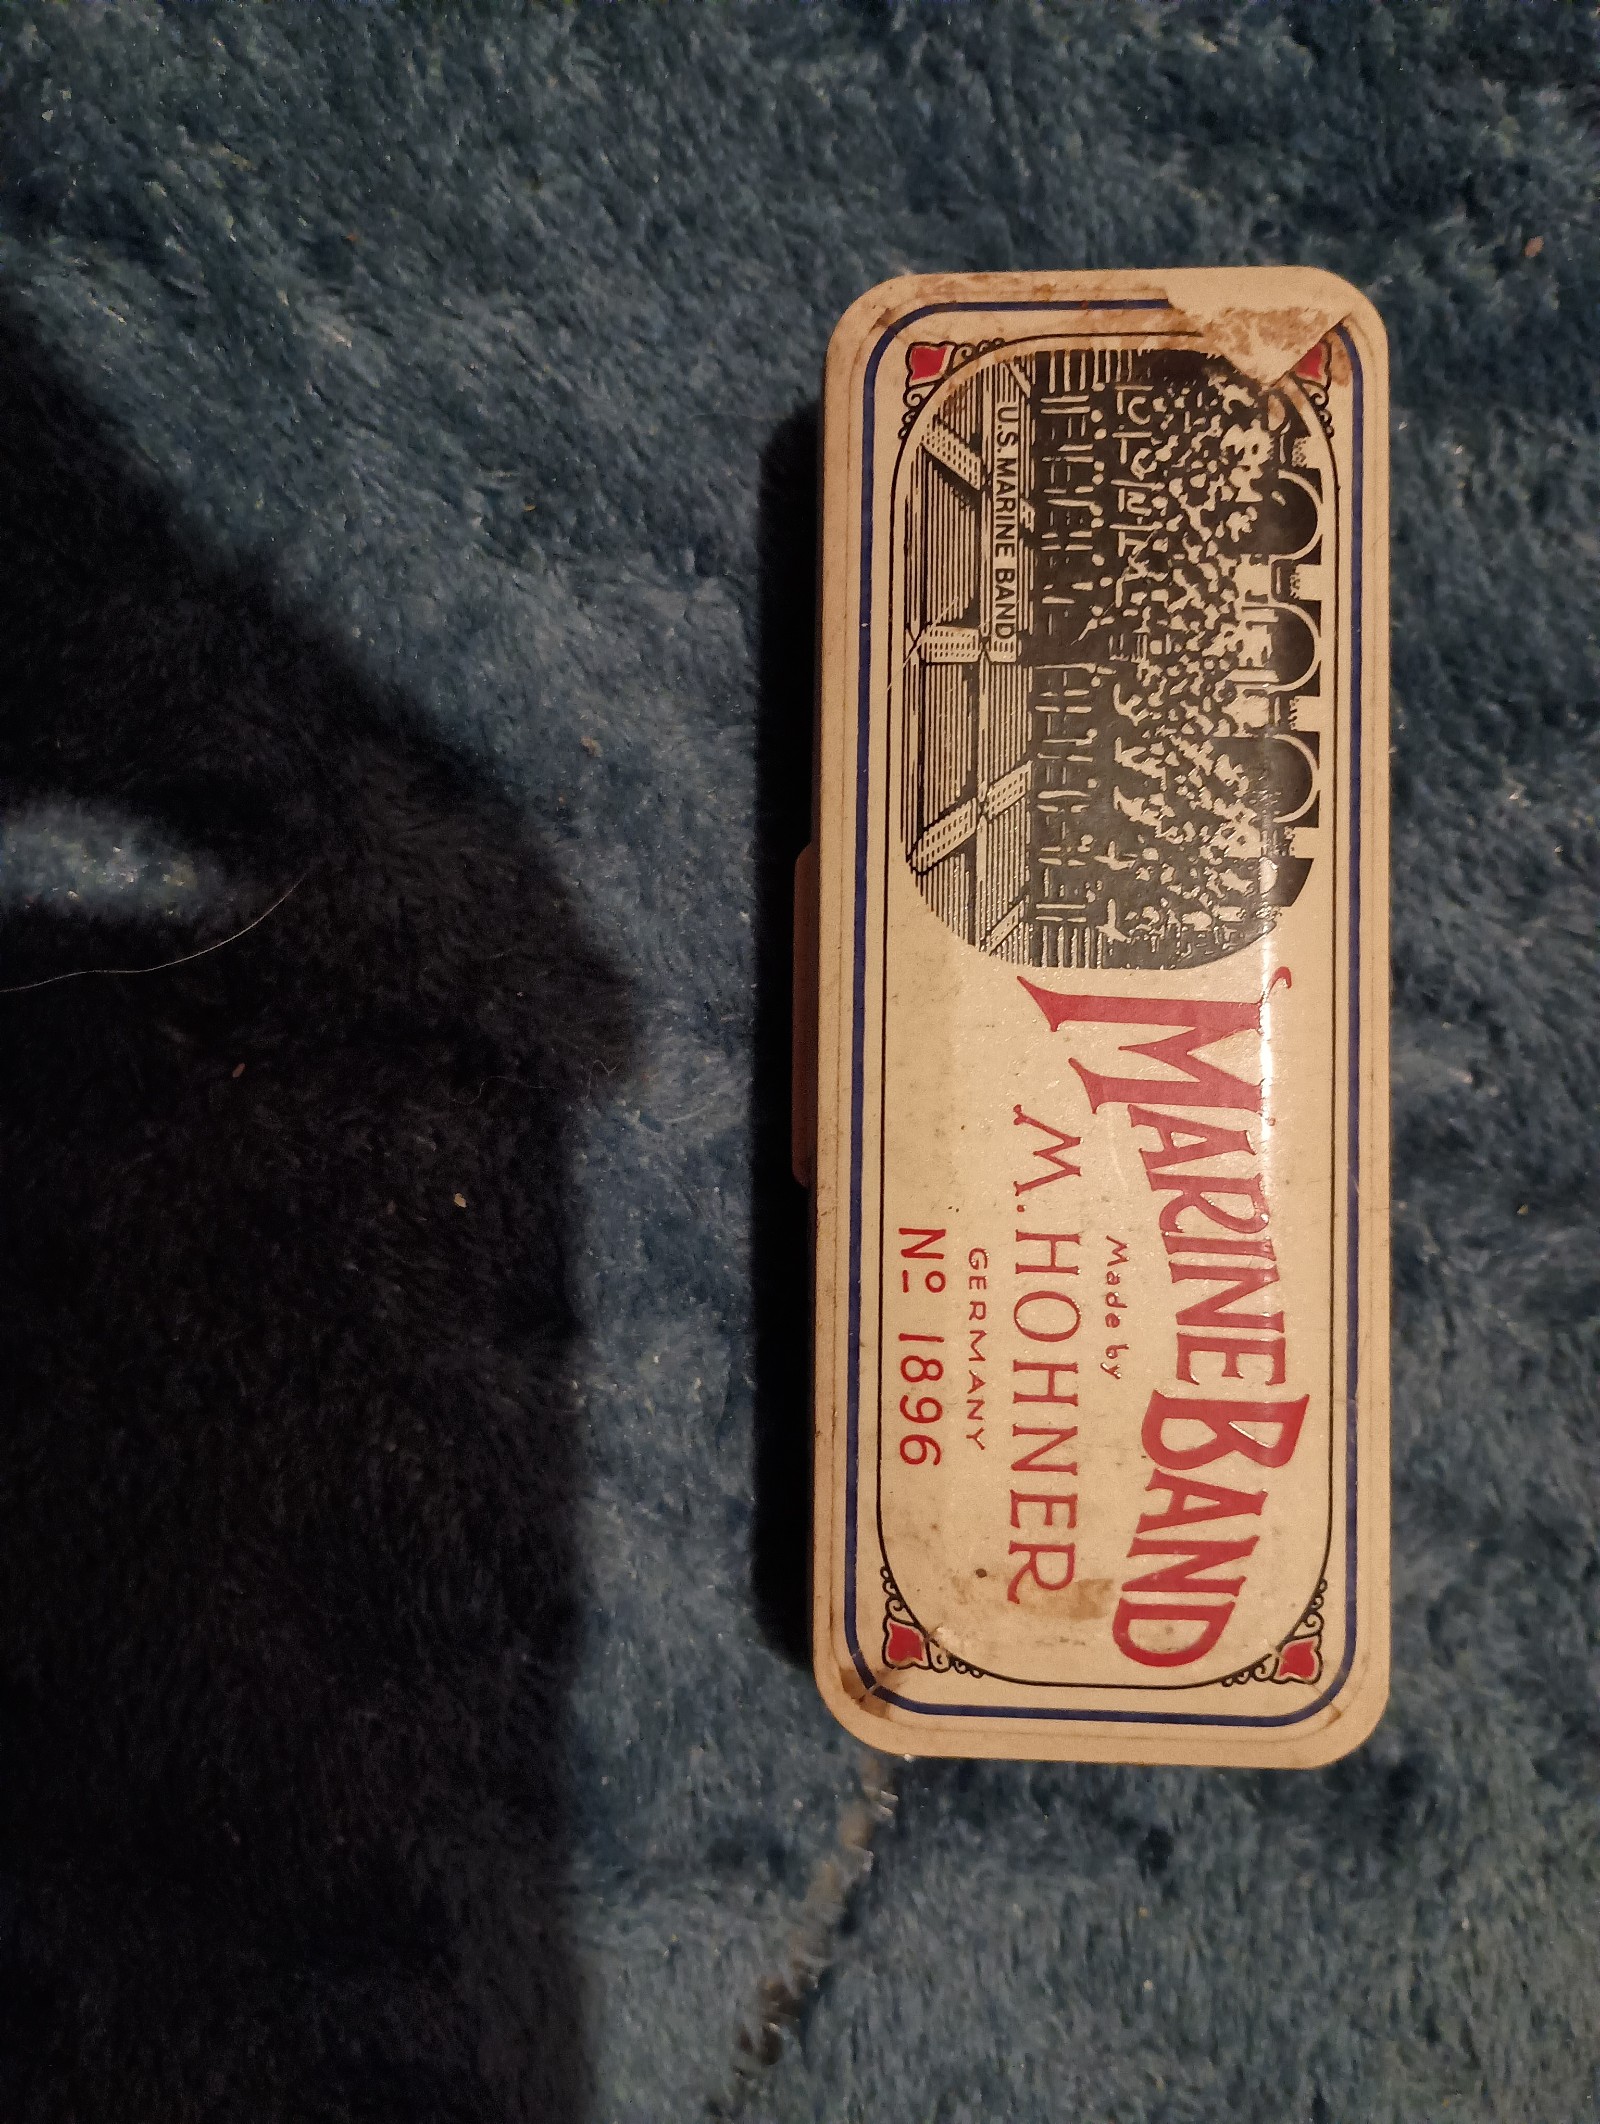 U.S. MARINE BAND
MARINE BAND
Made by
M. HOHNER
GERMANY
Nº 1896